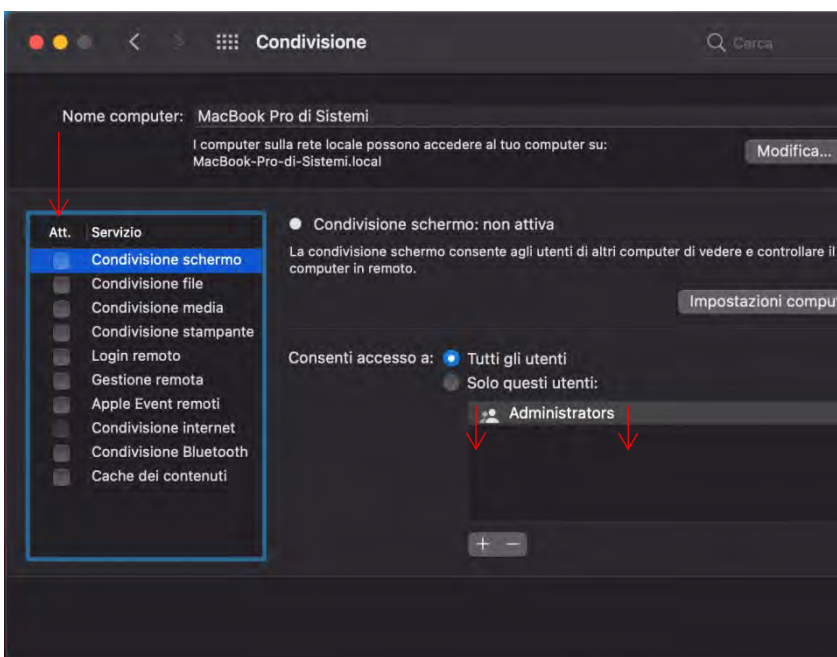 Condivisione
Cerca
Nome computer: MacBook Pro di Sistemi
I computer sulla rete locale possono accedere al tuo computer su:
MacBook-Pro-di-Sistemi.local
Modifica...
Att. Servizio
Condivisione schermo
Condivisione file
Condivisione media
Condivisione stampante
Login remoto
Gestione remota
Apple Event remoti
Condivisione internet
Condivisione Bluetooth
Cache dei contenuti
Condivisione schermo: non attiva
La condivisione schermo consente agli utenti di altri computer di vedere e controllare il
computer in remoto.
Impostazioni compu
Consenti accesso a: Tutti gli utenti
Solo questi utenti:
Administrators
+ −